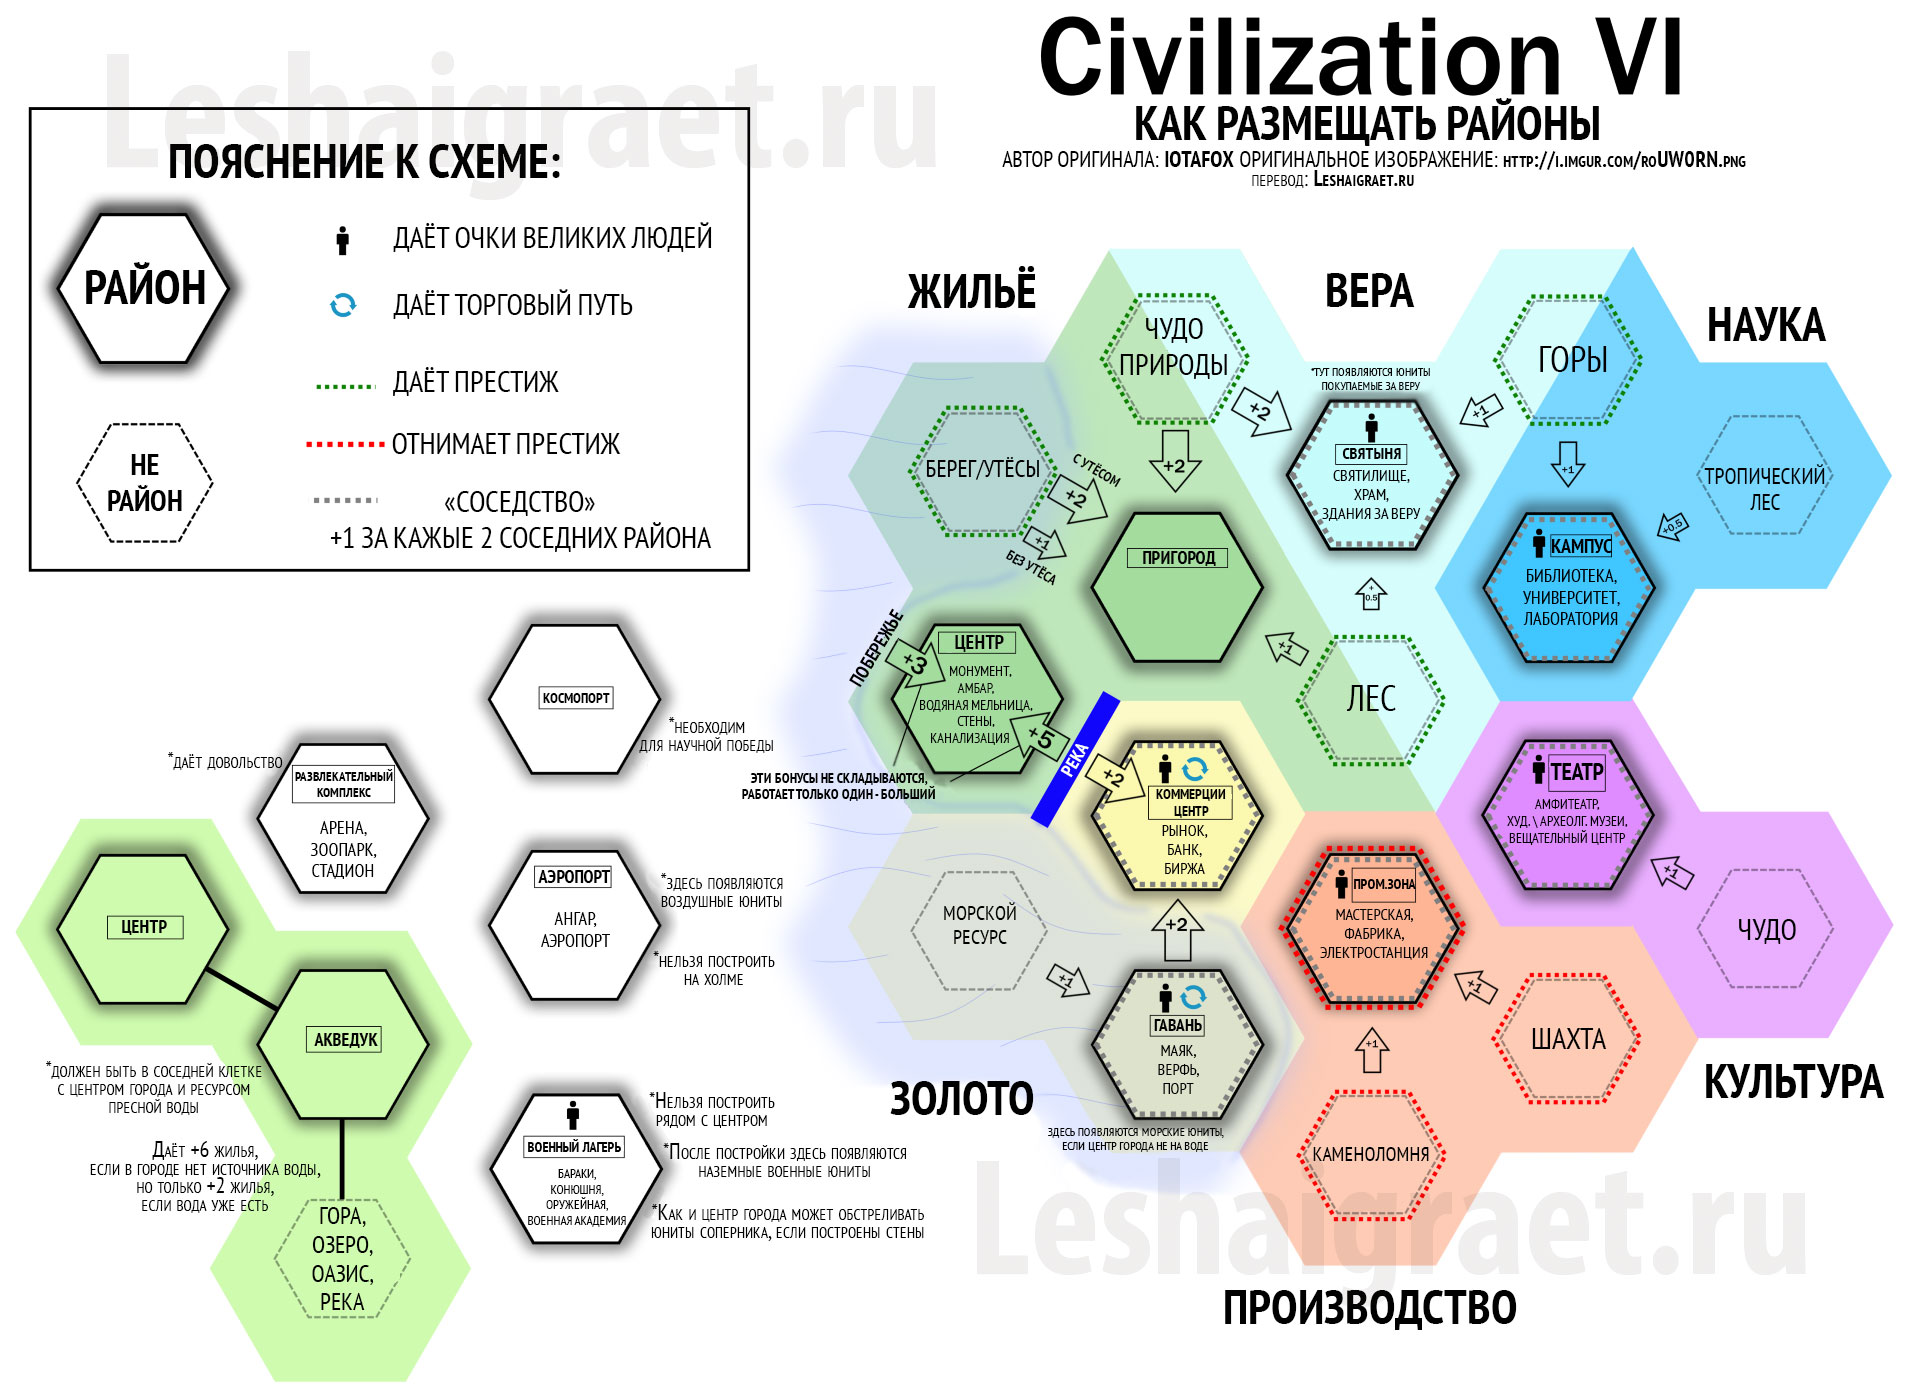 Leshaigraet.ru
Civilization VI
КАК РАЗМЕЩАТЬ РАЙОНЫ
АВТОР ОРИГИНАЛА: IOTAFOX ОРИГИНАЛЬНОЕ ИЗОБРАЖЕНИЕ: HTTP://I.IMGUR.COM/ROUWORN.PNG
ПЕРЕВОД: LESHAIGRAET.RU
ПОЯСНЕНИЕ К СХЕМЕ:
РАЙОН
ДАЁТ ОЧКИ ВЕЛИКИХ ЛЮДЕЙ
ДАЁТ ТОРГОВЫЙ ПУТЬ
ДАЁТ ПРЕСТИЖ
ОТНИМАЕТ ПРЕСТИЖ
НЕ
РАЙОН
«СОСЕДСТВО»
+1 ЗА КАЖЫЕ 2 СОСЕДНИХ РАЙОНА
ЖИЛЬЁ
ВЕРА
НАУКА
ЧУДО
ПРИРОДЫ
+2
+2
ГОРЫ
+1
+1
*ТУТ ПОЯВЛЯЮТСЯ ЮНИТЫ
ПОКУПАЕМЫЕ ЗА ВЕРУ
СВЯТЫНЯ
СВЯТИЛИЩЕ,
ХРАМ,
ЗДАНИЯ ЗА ВЕРУ
БЕРЕГ/УТЁСЫ
С УТЁСОМ
+2
+1
БЕЗ УТЁСА
ТРОПИЧЕСКИЙ
ЛЕС
+0.5
КАМПУС
БИБЛИОТЕКА,
УНИВЕРСИТЕТ,
ЛАБОРАТОРИЯ
ПРИГОРОД
+
0.5
+1
ЛЕС
ПОБЕРЕЖЬЕ
+3
ЦЕНТР
МОНУМЕНТ,
АМБАР,
ВОДЯНАЯ МЕЛЬНИЦА,
СТЕНЫ,
КАНАЛИЗАЦИЯ
+5
РЕКА
+2
ЭТИ БОНУСЫ НЕ СКЛАДЫВАЮТСЯ,
РАБОТАЕТ ТОЛЬКО ОДИН - БОЛЬШИЙ
КОММЕРЦИИ
ЦЕНТР
РЫНОК,
БАНК,
БИРЖА
ТЕАТР
АМФИТЕАТР,
ХУД. \ АРХЕОЛГ. МУЗЕИ,
ВЕЩАТЕЛЬНЫЙ ЦЕНТР
+1
ЧУДО
МОРСКОЙ
РЕСУРС
+1
+2
ГАВАНЬ
МАЯК,
ВЕРФЬ,
ПОРТ
ЗДЕСЬ ПОЯВЛЯЮТСЯ МОРСКИЕ ЮНИТЫ,
ЕСЛИ ЦЕНТР ГОРОДА НЕ НА ВОДЕ
ПРОМ.ЗОНА
МАСТЕРСКАЯ,
ФАБРИКА,
ЭЛЕКТРОСТАНЦИЯ
+1
ШАХТА
+1
КАМЕНОЛОМНЯ
ЗОЛОТО
КУЛЬТУРА
ПРОИЗВОДСТВО
КОСМОПОРТ
*НЕОБХОДИМ
ДЛЯ НАУЧНОЙ ПОБЕДЫ
*ДАЁТ ДОВОЛЬСТВО
РАЗВЛЕКАТЕЛЬНЫЙ
КОМПЛЕКС
АРЕНА,
ЗООПАРК,
СТАДИОН
АЭРОПОРТ
АНГАР,
АЭРОПОРТ
*ЗДЕСЬ ПОЯВЛЯЮТСЯ
ВОЗДУШНЫЕ ЮНИТЫ
*НЕЛЬЗЯ ПОСТРОИТЬ
НА ХОЛМЕ
ЦЕНТР
АКВЕДУК
*ДОЛЖЕН БЫТЬ В СОСЕДНЕЙ КЛЕТКЕ
С ЦЕНТРОМ ГОРОДА И РЕСУРСОМ
ПРЕСНОЙ ВОДЫ
ДАЁТ +6 ЖИЛЬЯ,
ЕСЛИ В ГОРОДЕ НЕТ ИСТОЧНИКА ВОДЫ,
НО ТОЛЬКО +2 ЖИЛЬЯ,
ЕСЛИ ВОДА УЖЕ ЕСТЬ
ГОРА,
ОЗЕРО,
ОАЗИС,
РЕКА
ВОЕННЫЙ ЛАГЕРЬ
БАРАКИ,
КОНЮШНЯ,
ОРУЖЕЙНАЯ,
ВОЕННАЯ АКАДЕМИЯ
*НЕЛЬЗЯ ПОСТРОИТЬ
РЯДОМ С ЦЕНТРОМ
*ПОСЛЕ ПОСТРОЙКИ ЗДЕСЬ ПОЯВЛЯЮТСЯ
НАЗЕМНЫЕ ВОЕННЫЕ ЮНИТЫ
*КАК И ЦЕНТР ГОРОДА МОЖЕТ ОБСТРЕЛИВАТЬ
ЮНИТЫ СОПЕРНИКА, ЕСЛИ ПОСТРОЕНЫ СТЕНЫ
Leshaigraet.ru